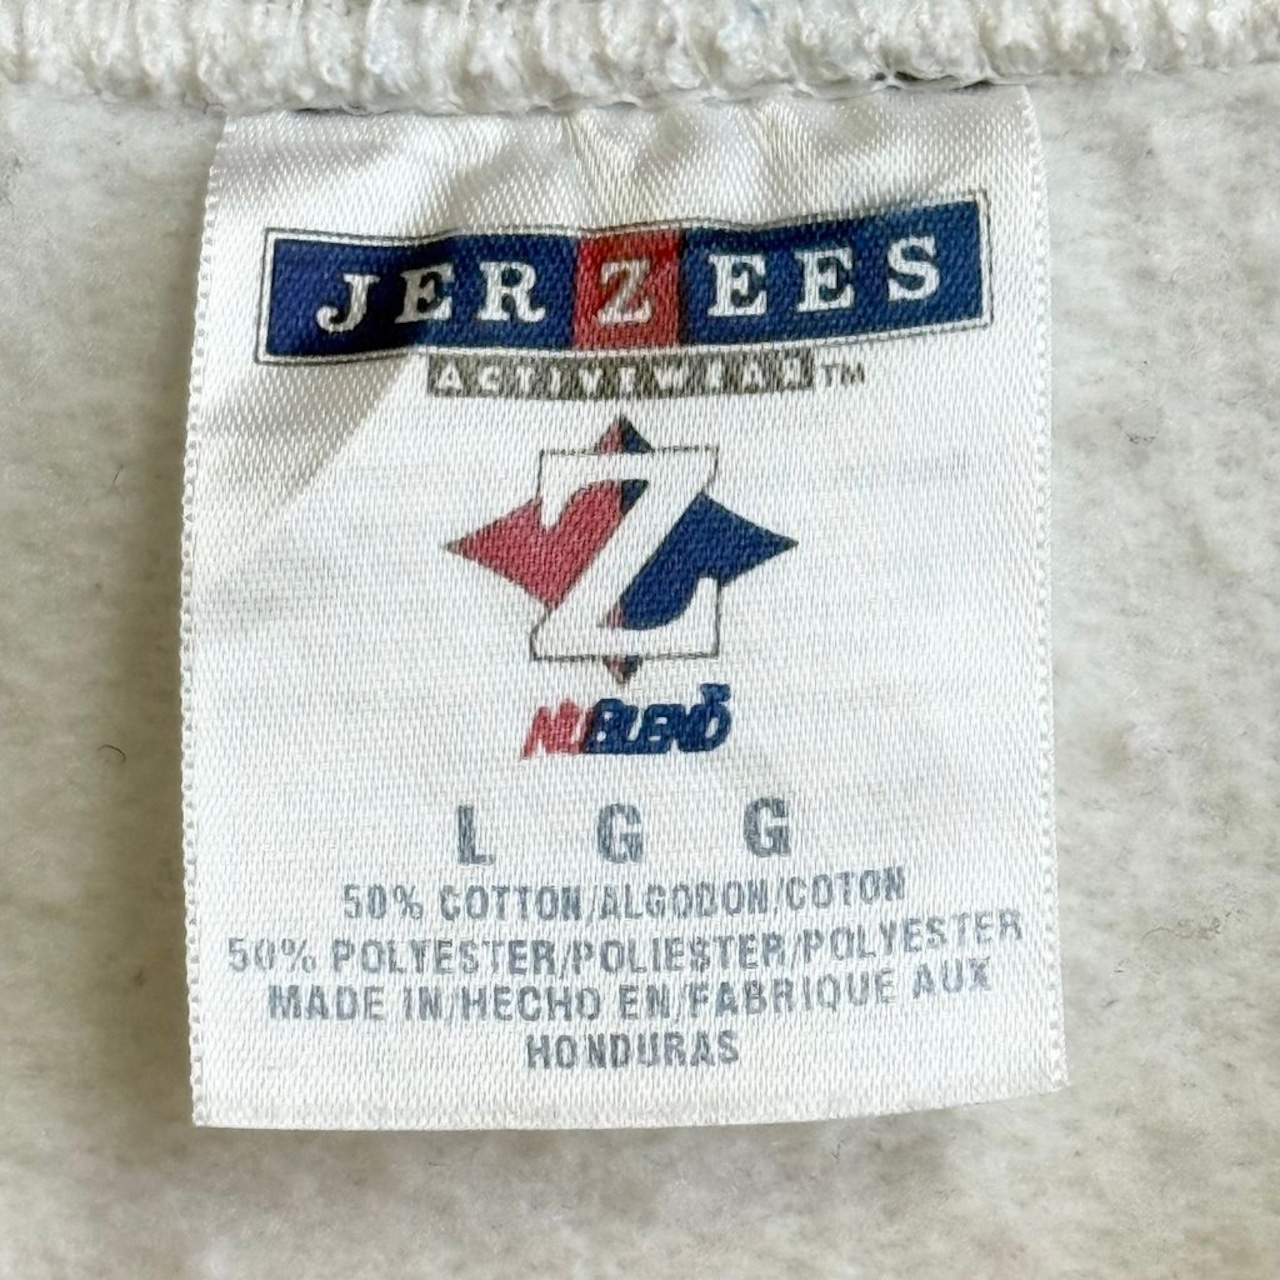 JERZEES
ACTIVEWEAR™
Z
NUBLEND
L G G
50% COTTON/ALGODON/COTON
50% POLYESTER/POLIESTER/POLYESTER
MADE IN/HECHO EN/FABRIQUE AUX
HONDURAS